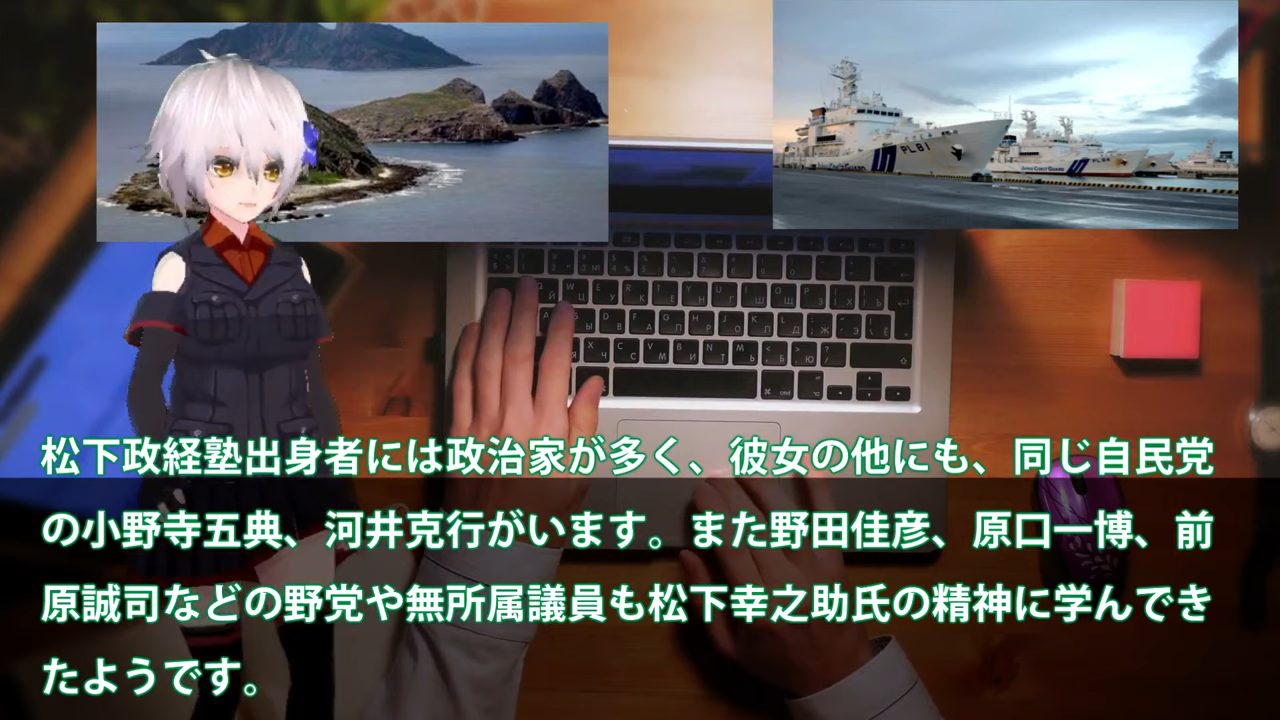 PL81
Japan Coast Guard
松下政経塾出身者には政治家が多く、彼女の他にも、同じ自民党
の小野寺五典、河井克行がいます。また野田佳彦、原口一博、前
原誠司などの野党や無所属議員も松下幸之助氏の精神に学んでき
たようです。